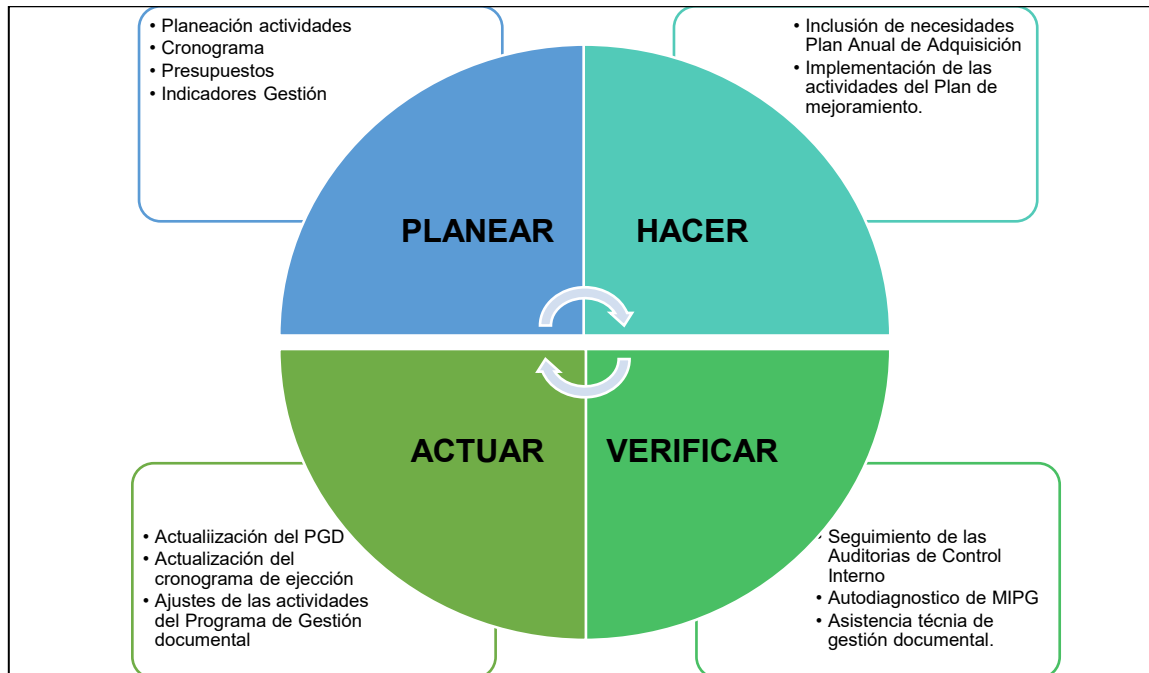 • Planeación actividades
• Cronograma
• Presupuestos
• Indicadores Gestión
• Inclusión de necesidades
Plan Anual de Adquisición
• Implementación de las
actividades del Plan de
mejoramiento.
PLANEAR
HACER
ACTUAR
VERIFICAR
• Actualiización del PGD
• Actualización del
cronograma de ejección
• Ajustes de las actividades
del Programa de Gestión
documental
• Seguimiento de las
Auditorias de Control
Interno
• Autodiagnostico de MIPG
• Asistencia técnia de
gestión documental.